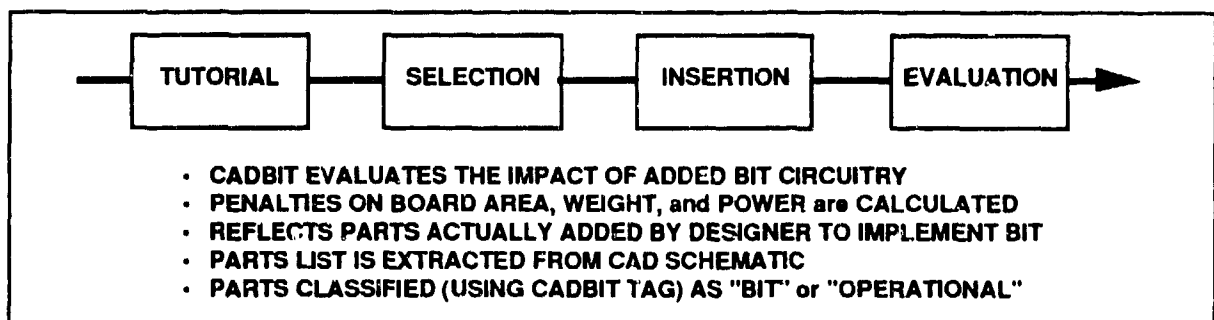 TUTORIAL SELECTION INSERTION EVALUATION
· CADBIT EVALUATES THE IMPACT OF ADDED BIT CIRCUITRY
· PENALTIES ON BOARD AREA, WEIGHT, and POWER are CALCULATED
· REFLECTS PARTS ACTUALLY ADDED BY DESIGNER TO IMPLEMENT BIT
· PARTS LIST IS EXTRACTED FROM CAD SCHEMATIC
· PARTS CLASSIFIED (USING CADBIT TAG) AS "BIT" or "OPERATIONAL"